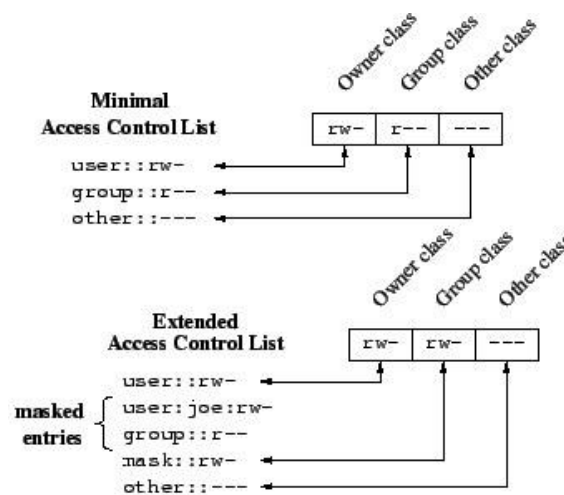 Owner class
Group class
Other class
Minimal
Access Control List
rw- r-- ---
user::rw-
group::r--
other::---
Owner class
Group class
Other class
Extended
Access Control List
rw- rw- ---
user::rw-
masked
entries
user:joe:rw-
group::r--
mask::rw-
other::---